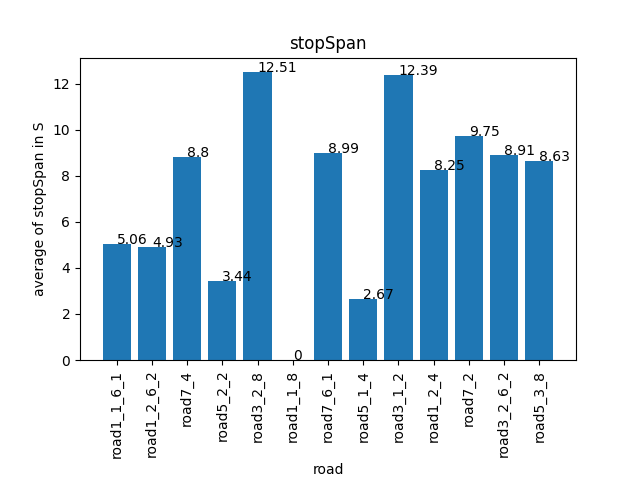 stopSpan
average of stopSpan in S
12
10
8
6
4
2
0
5.06
4.93
8.8
3.44
12.51
0
8.99
2.67
12.39
8.25
9.75
8.91
8.63
road1_1_6_1
road1_2_6_2
road7_4
road5_2_2
road3_2_8
road1_1_8
road7_6_1
road5_1_4
road3_1_2
road1_2_4
road7_2
road3_2_6_2
road5_3_8
road